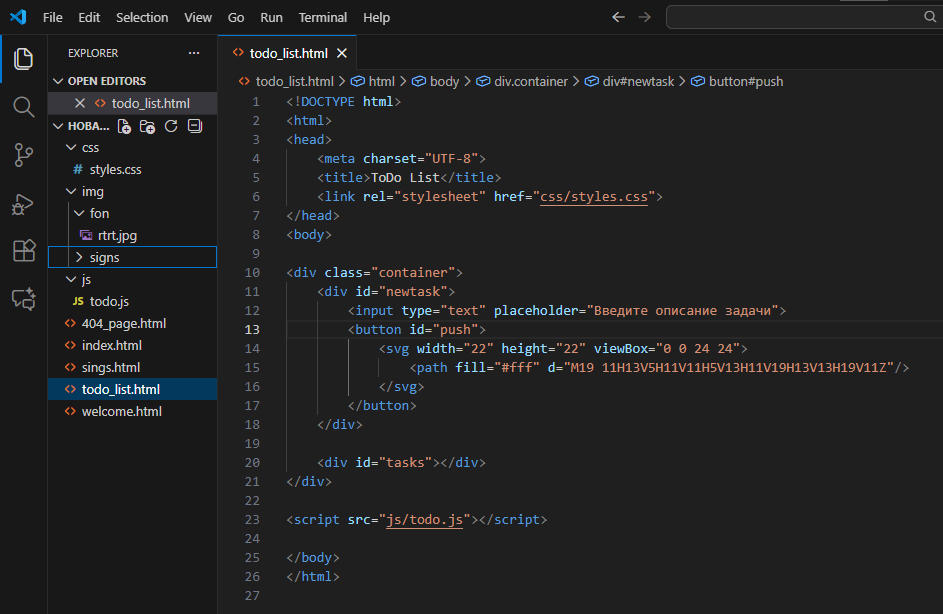 File Edit Selection View Go Run Terminal Help
EXPLORER ...
OPEN EDITORS
todo_list.html
НОВА...
css
# styles.css
img
fon
rtrt.jpg
signs
js
JS todo.js
404_page.html
index.html
sings.html
todo_list.html
welcome.html
todo_list.html
todo_list.html > html > body > div.container > div#newtask > button#push
1 <!DOCTYPE html>
2 <html>
3 <head>
4 <meta charset="UTF-8">
5 <title>ToDo List</title>
6 <link rel="stylesheet" href="css/styles.css">
7 </head>
8 <body>
9
10 <div class="container">
11 <div id="newtask">
12 <input type="text" placeholder="Введите описание задачи">
13 <button id="push">
14 <svg width="22" height="22" viewBox="0 0 24 24">
15 <path fill="#fff" d="M19 11H13V5H11V11H5V13H11V19H13V13H19V11Z"/>
16 </svg>
17 </button>
18 </div>
19
20 <div id="tasks"></div>
21 </div>
22
23 <script src="js/todo.js"></script>
24
25 </body>
26 </html>
27